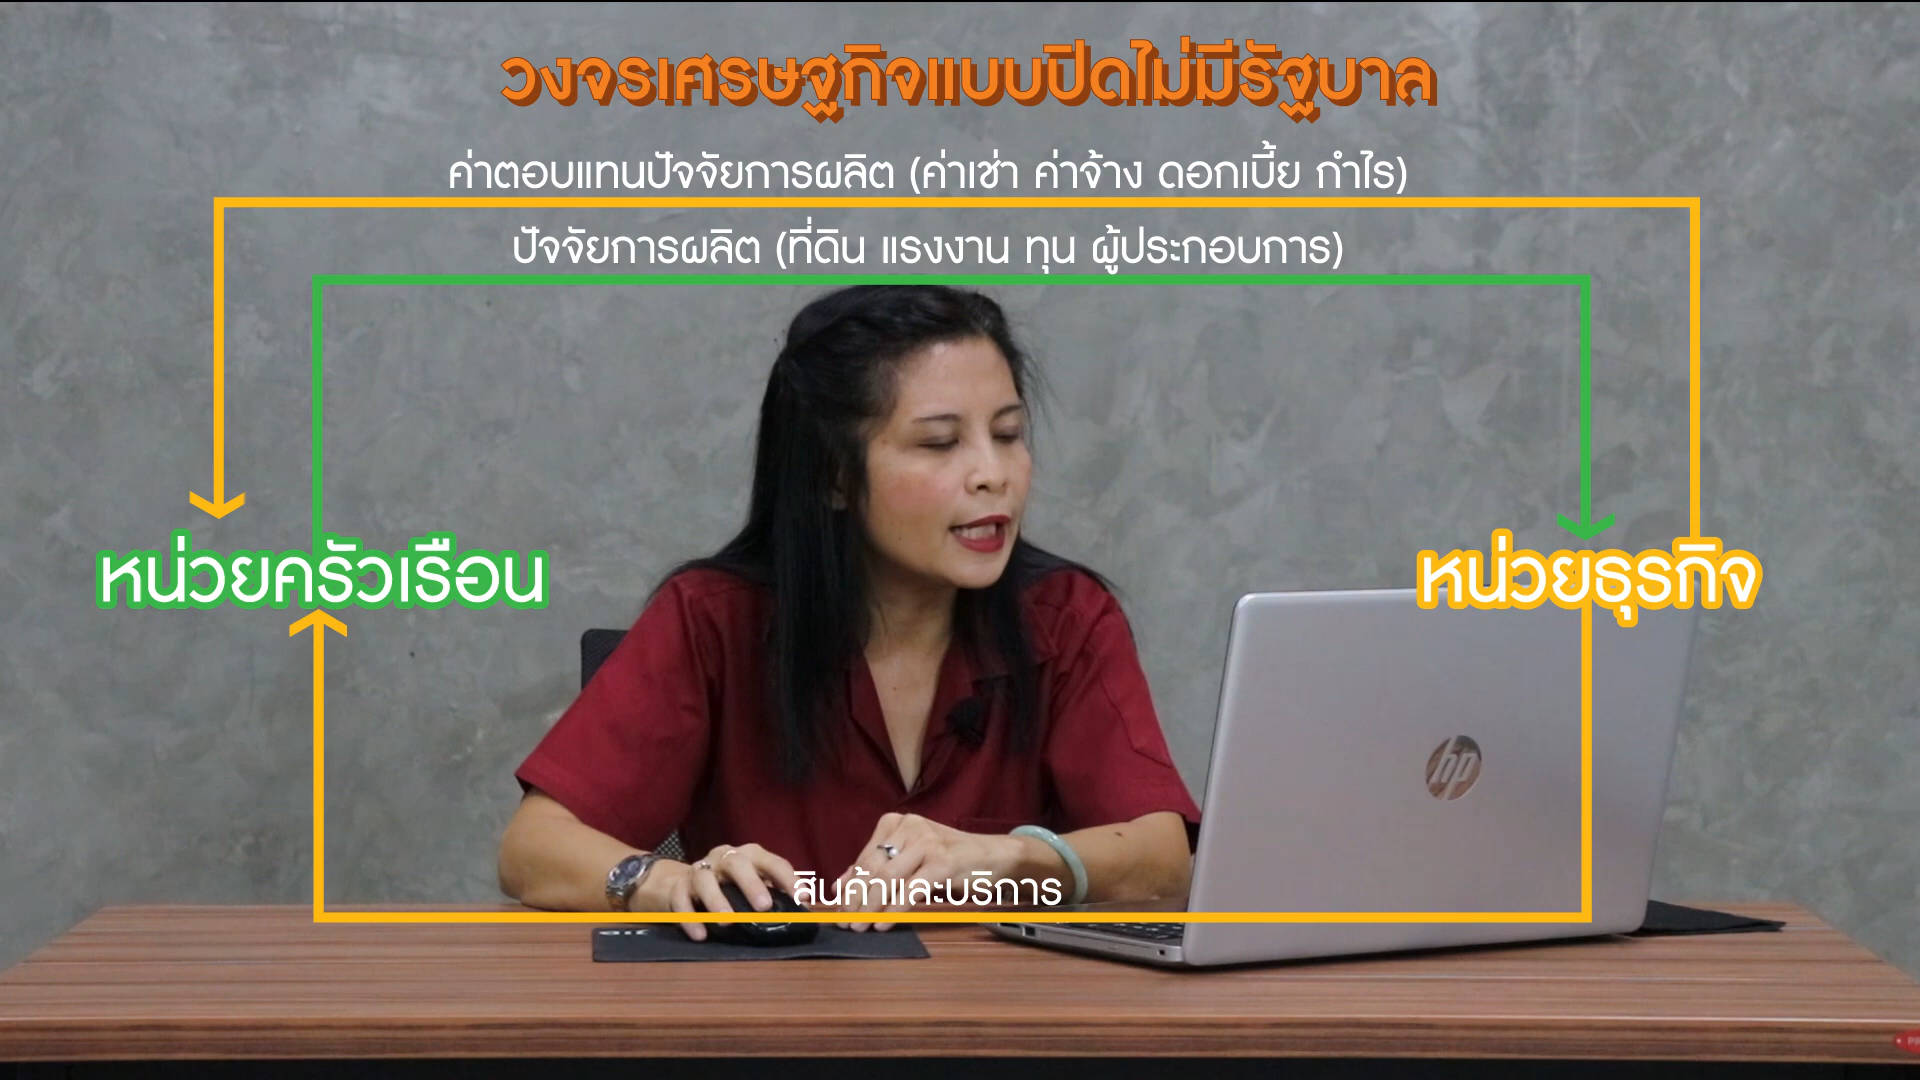 วงจรเศรษฐกิจแบบปิดไม่มีรัฐบาล
ค่าตอบแทนปัจจัยการผลิต (ค่าเช่า ค่าจ้าง ดอกเบี้ย กำไร)
ปัจจัยการผลิต (ที่ดิน แรงงาน ทุน ผู้ประกอบการ)
หน่วยครัวเรือน
หน่วยธุรกิจ
hp
สินค้าและบริการ